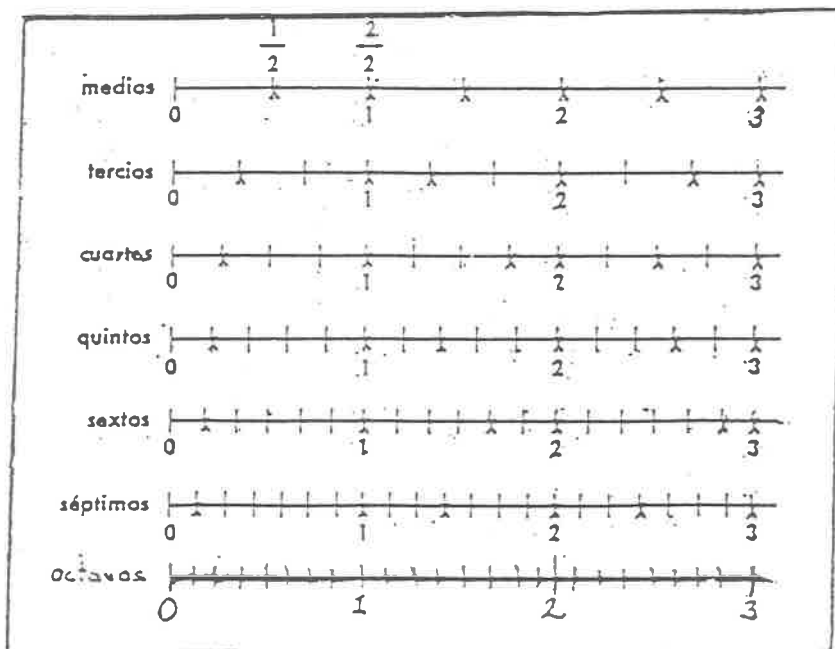 1/2 2/2
medios
0 1 2 3
tercios
0 1 2 3
cuartos
0 1 2 3
quintos
0 1 2 3
sextos
0 1 2 3
séptimos
0 1 2 3
octavos
0 1 2 3